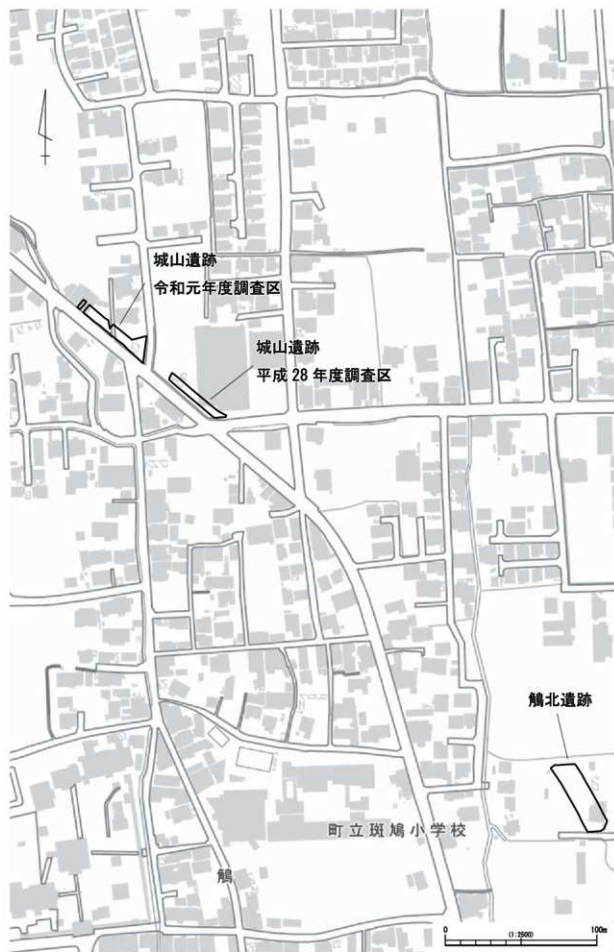 城山遺跡
令和元年度調査区
城山遺跡
平成 28 年度調査区
鵤北遺跡
町立斑鳩小学校
鵤
0 (1:2500) 100m